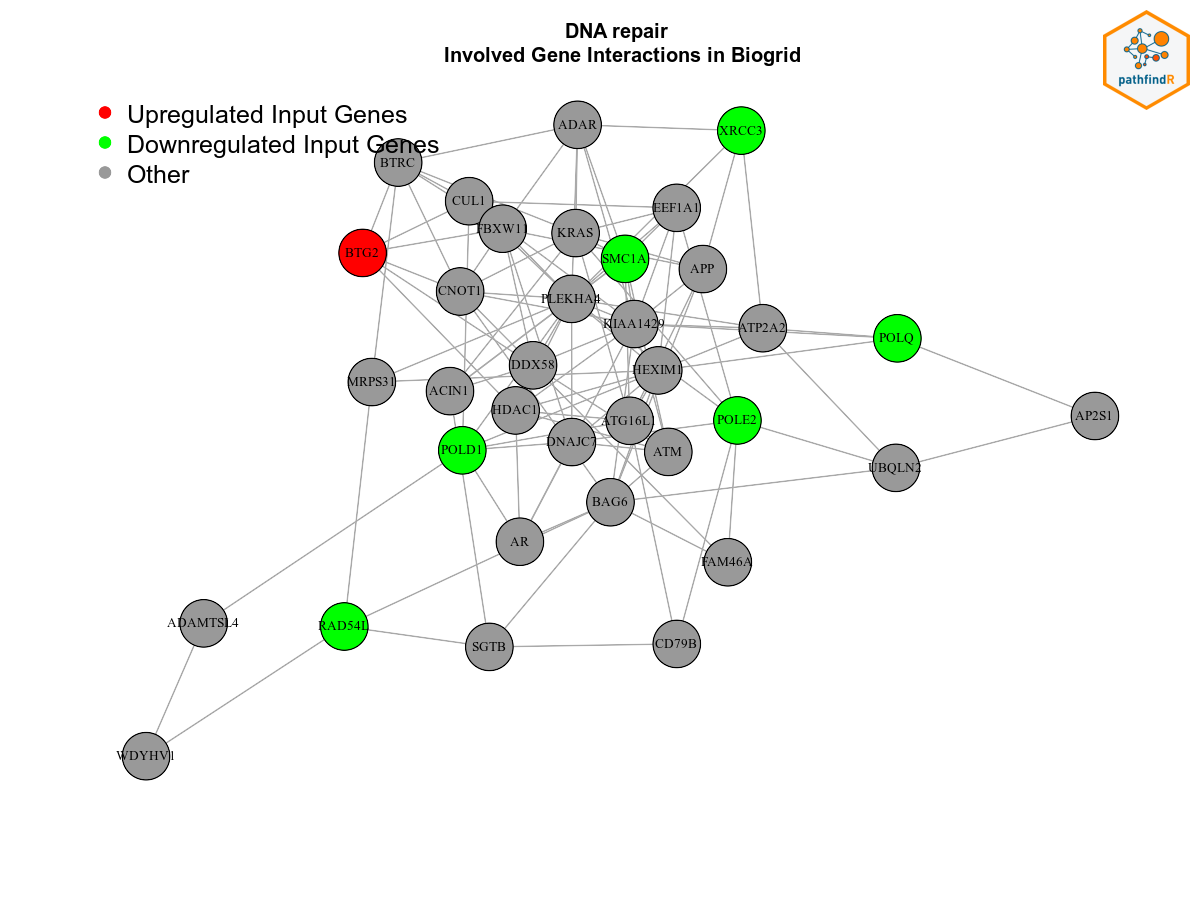 DNA repair
Involved Gene Interactions in Biogrid
pathfindR
Upregulated Input Genes
Downregulated Input Genes
Other
ADAR
XRCC3
BTRC
CUL1
EEF1A1
FBXW11
KRAS
BTG2
SMC1A
APP
CNOT1
PLEKHA4
KIAA1429
ATP2A2
POLQ
DDX58
HEXIM1
MRPS31
ACIN1
HDAC1
ATG16L1
POLE2
AP2S1
POLD1
DNAJC7
ATM
UBQLN2
BAG6
AR
FAM46A
ADAMTSL4
RAD54L
SGTB
CD79B
WDYHV1